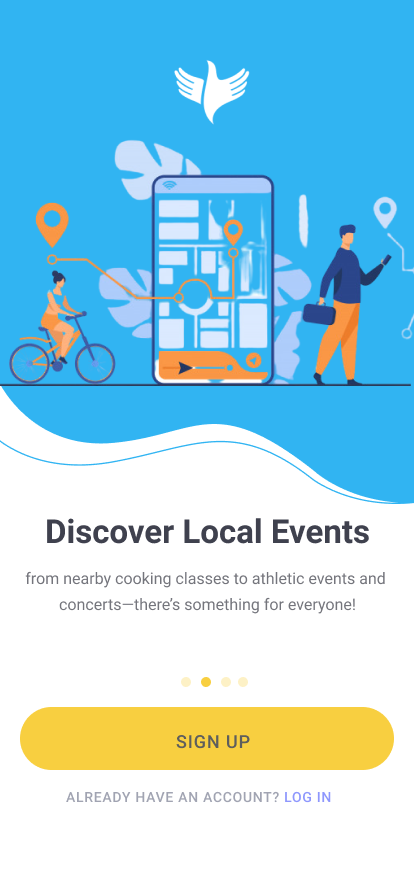 Discover Local Events
from nearby cooking classes to athletic events and
concerts—there’s something for everyone!
SIGN UP
ALREADY HAVE AN ACCOUNT? LOG IN